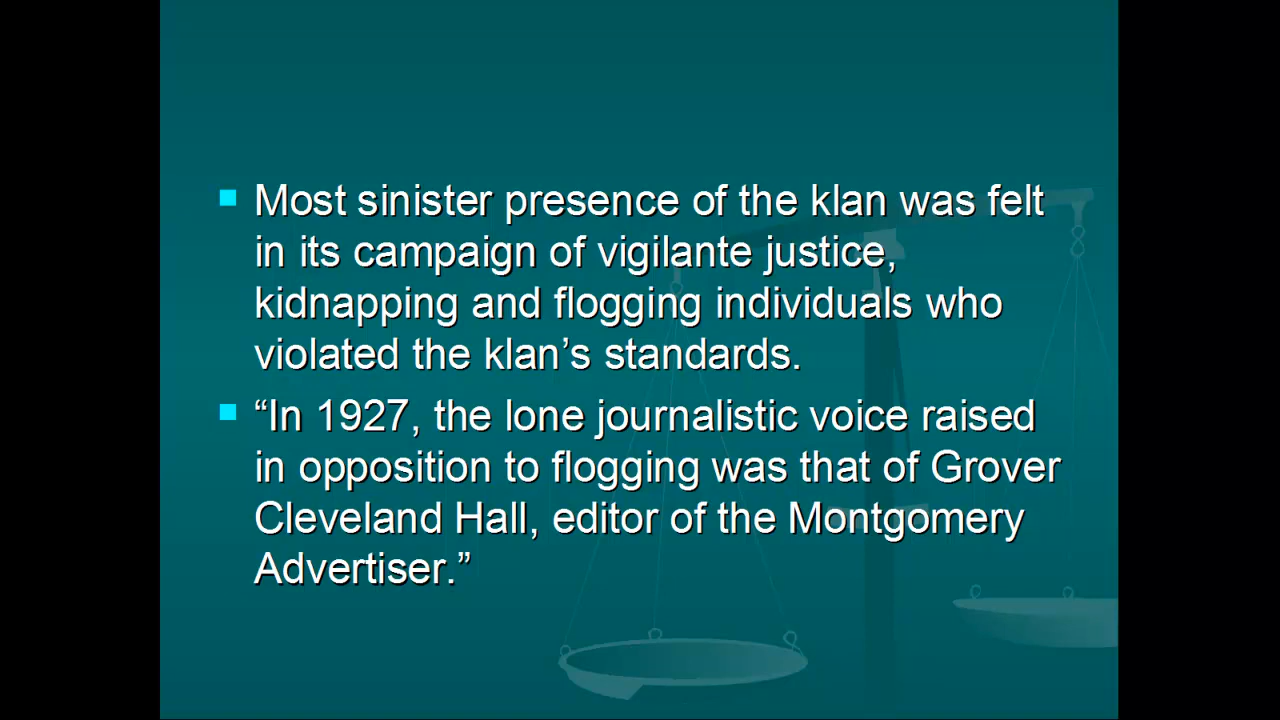 Most sinister presence of the klan was felt
in its campaign of vigilante justice,
kidnapping and flogging individuals who
violated the klan’s standards.
“In 1927, the lone journalistic voice raised
in opposition to flogging was that of Grover
Cleveland Hall, editor of the Montgomery
Advertiser.”